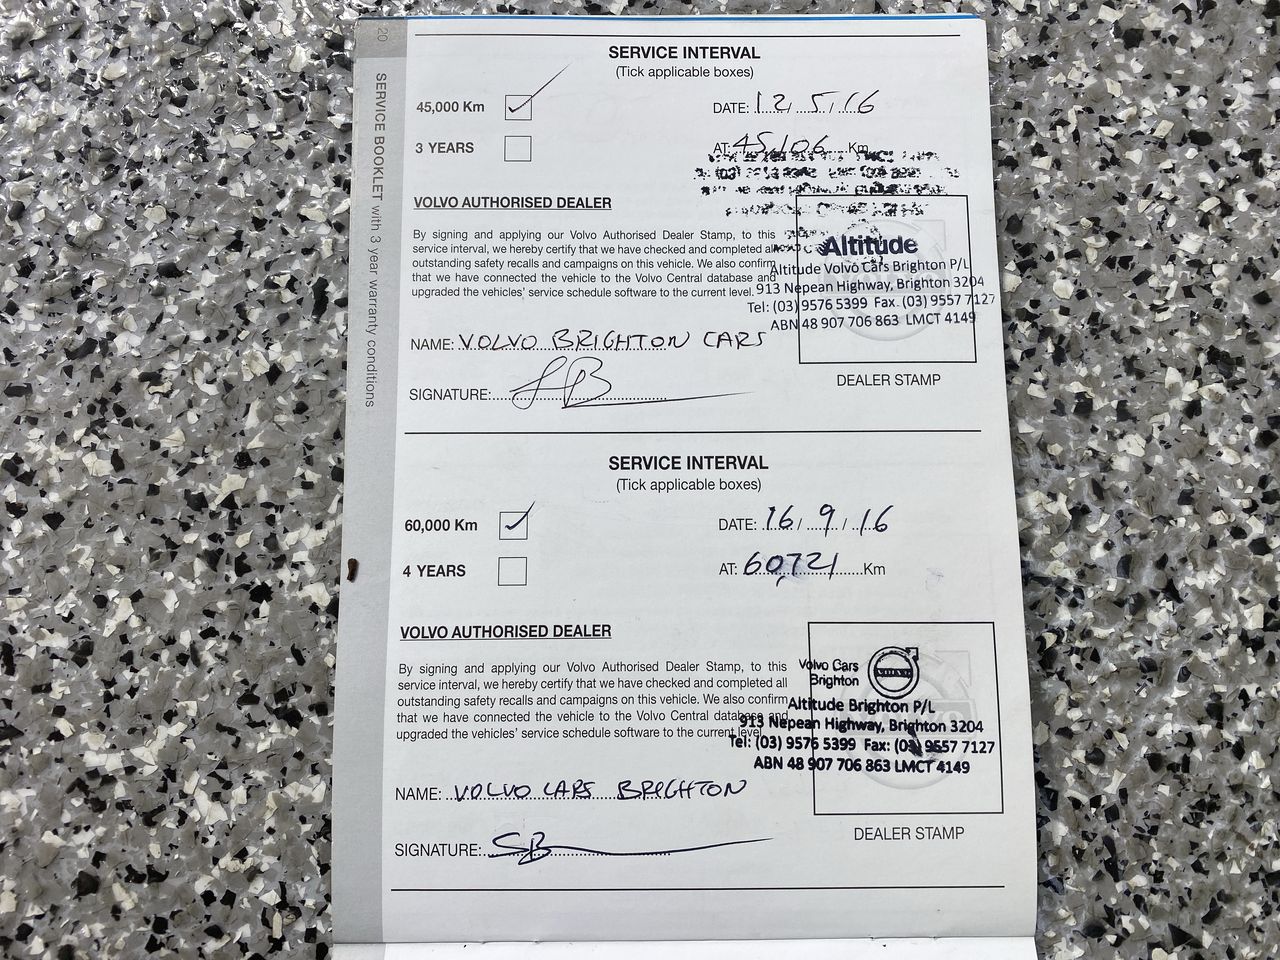 20
SERVICE BOOKLET with 3 year warranty conditions
SERVICE INTERVAL
(Tick applicable boxes)
45,000 Km
DATE: 12/5/16
3 YEARS
AT: 45106 Km
VOLVO AUTHORISED DEALER
By signing and applying our Volvo Authorised Dealer Stamp, to this
service interval, we hereby certify that we have checked and completed all
outstanding safety recalls and campaigns on this vehicle. We also confirm
that we have connected the vehicle to the Volvo Central database and
upgraded the vehicles' service schedule software to the current level.
Altitude
Altitude Volvo Cars Brighton P/L
913 Nepean Highway, Brighton 3204
Tel: (03) 9576 5399 Fax. (03) 9557 7127
ABN 48 907 706 863 LMCT 4149
NAME: VOLVO BRIGHTON CARS
SIGNATURE:
DEALER STAMP
SERVICE INTERVAL
(Tick applicable boxes)
60,000 Km
DATE: 16/9/16
4 YEARS
AT: 60,721 Km
VOLVO AUTHORISED DEALER
By signing and applying our Volvo Authorised Dealer Stamp, to this
service interval, we hereby certify that we have checked and completed all
outstanding safety recalls and campaigns on this vehicle. We also confirm
that we have connected the vehicle to the Volvo Central database and
upgraded the vehicles' service schedule software to the current level.
Volvo Cars
Brighton
VOLVO
Altitude Brighton P/L
913 Nepean Highway, Brighton 3204
Tel: (03) 9576 5399 Fax: (03) 9557 7127
ABN 48 907 706 863 LMCT 4149
NAME: VOLVO CARS BRIGHTON
SIGNATURE: SB
DEALER STAMP